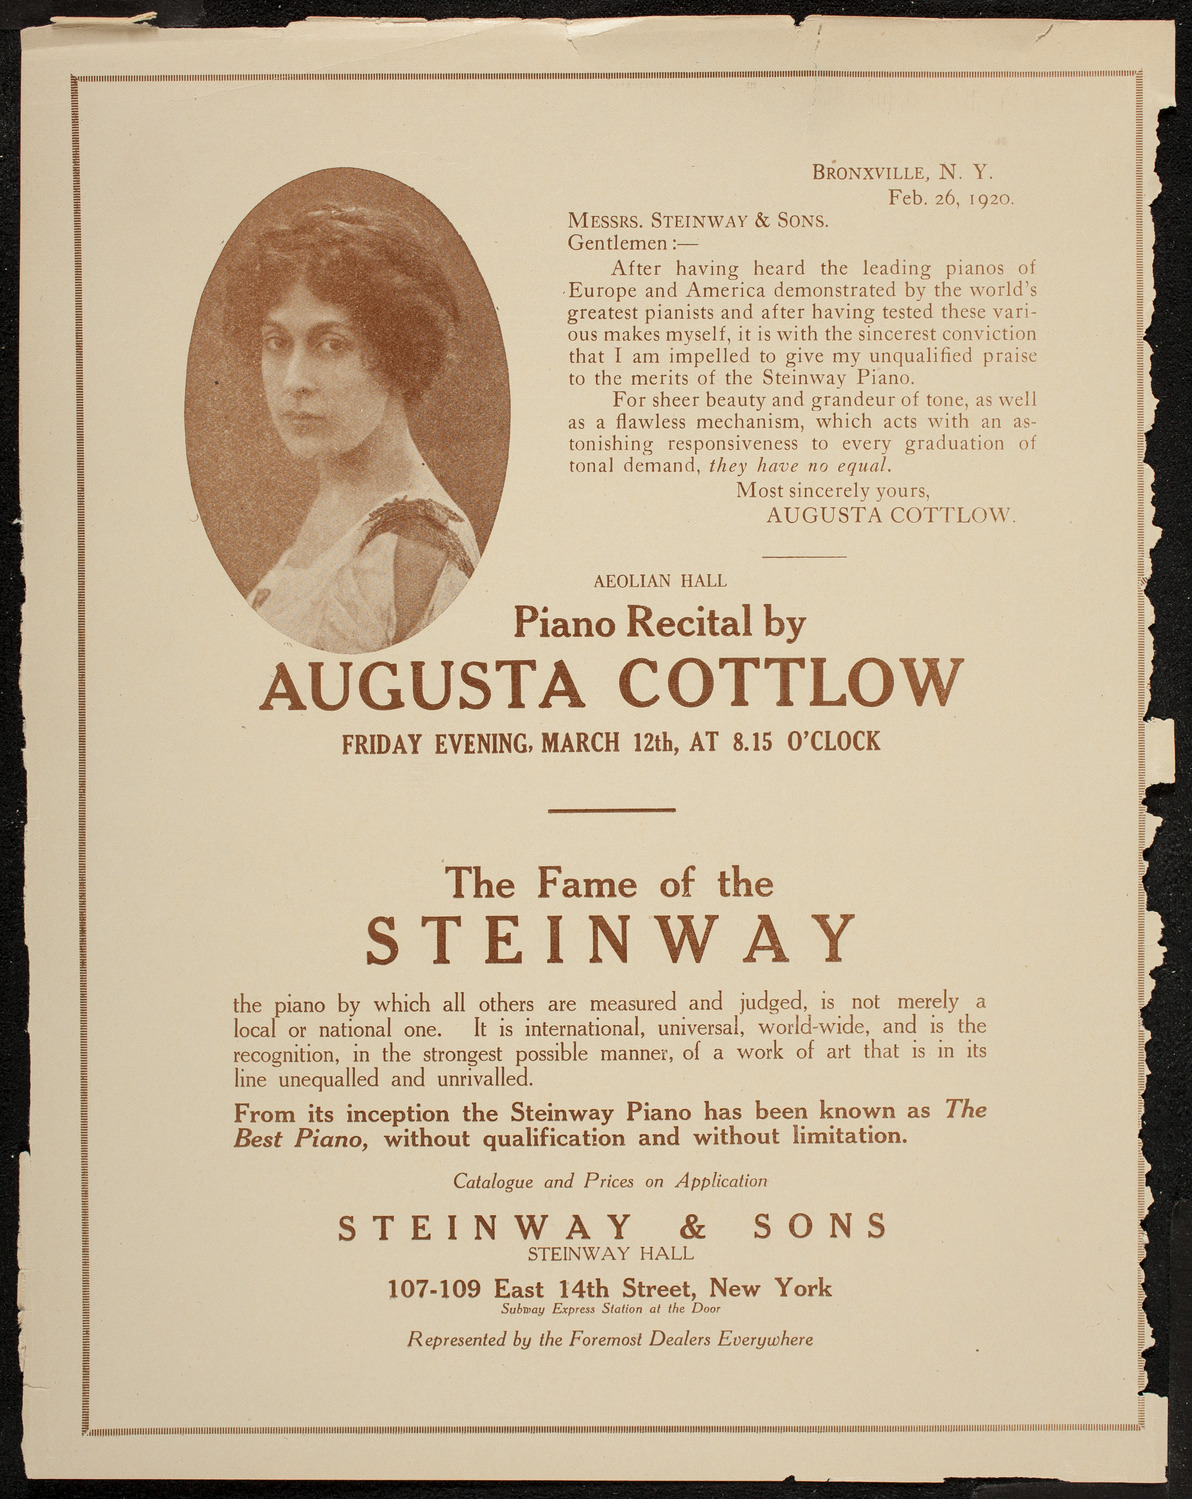 BRONXVILLE, N. Y.
Feb. 26, 1920.
MESSRS. STEINWAY & SONS.
Gentlemen :—
After having heard the leading pianos of
Europe and America demonstrated by the world's
greatest pianists and after having tested these vari-
ous makes myself, it is with the sincerest conviction
that I am impelled to give my unqualified praise
to the merits of the Steinway Piano.
For sheer beauty and grandeur of tone, as well
as a flawless mechanism, which acts with an as-
tonishing responsiveness to every graduation of
tonal demand, they have no equal.
Most sincerely yours,
AUGUSTA COTTLOW.
AEOLIAN HALL
Piano Recital by
AUGUSTA COTTLOW
FRIDAY EVENING, MARCH 12th, AT 8.15 O'CLOCK
The Fame of the
STEINWAY
the piano by which all others are measured and judged, is not merely a
local or national one. It is international, universal, world-wide, and is the
recognition, in the strongest possible manner, of a work of art that is in its
line unequalled and unrivalled.
From its inception the Steinway Piano has been known as The
Best Piano, without qualification and without limitation.
Catalogue and Prices on Application
STEINWAY & SONS
STEINWAY HALL
107-109 East 14th Street, New York
Subway Express Station at the Door
Represented by the Foremost Dealers Everywhere